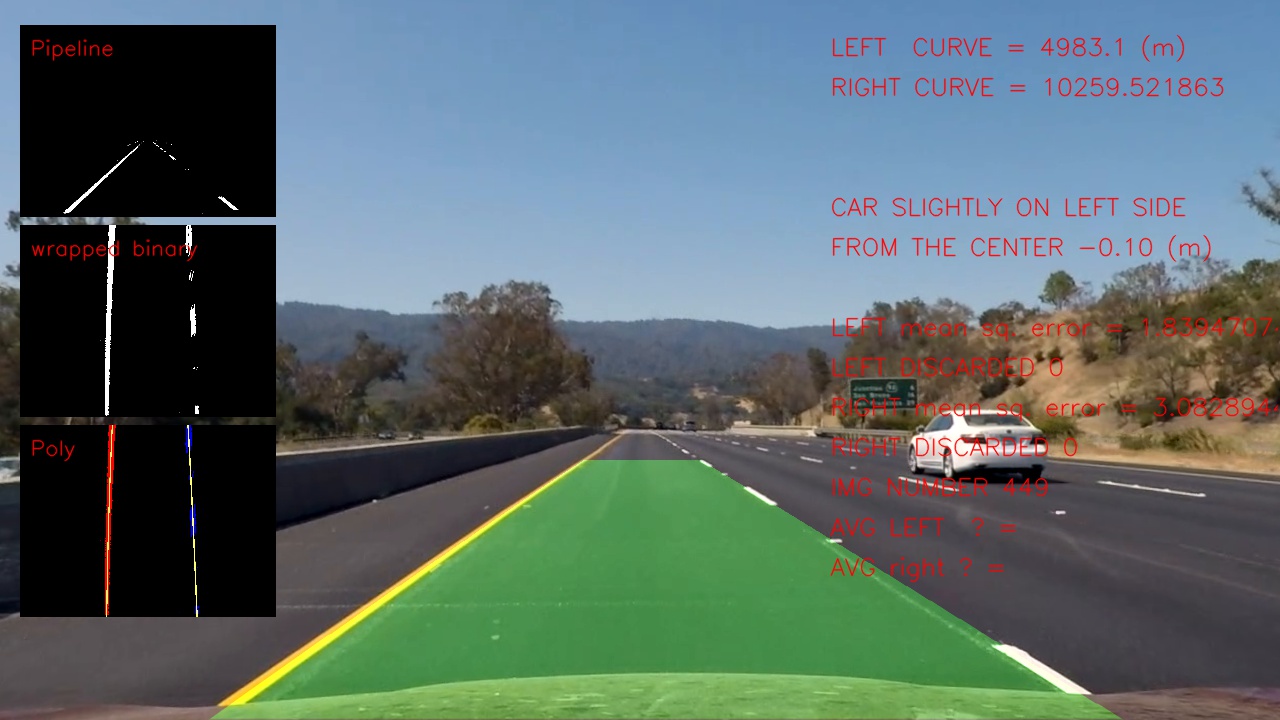 Pipeline
wrapped binary
Poly
LEFT  CURVE = 4983.1 (m)
RIGHT CURVE = 10259.521863
CAR SLIGHTLY ON LEFT SIDE
FROM THE CENTER -0.10 (m)
LEFT mean sq. error = 1.8394707
LEFT DISCARDED 0
RIGHT mean sq. error = 3.082894
RIGHT DISCARDED 0
IMG NUMBER 449
AVG LEFT  ? =
AVG right ? =
Junction